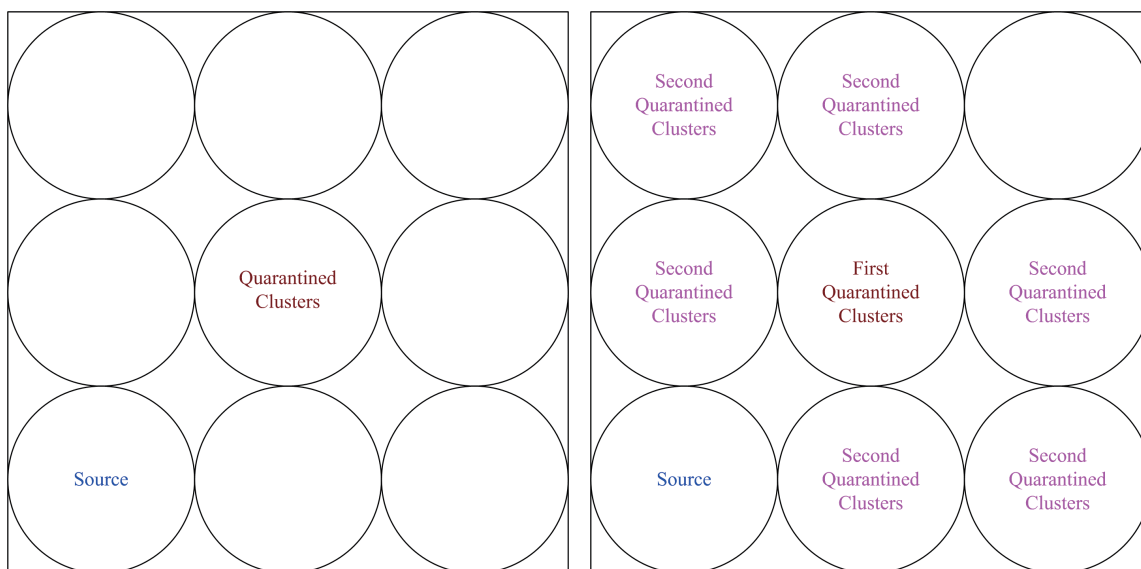 Quarantined
Clusters
Source
Second
Quarantined
Clusters
Second
Quarantined
Clusters
Second
Quarantined
Clusters
First
Quarantined
Clusters
Second
Quarantined
Clusters
Source
Second
Quarantined
Clusters
Second
Quarantined
Clusters